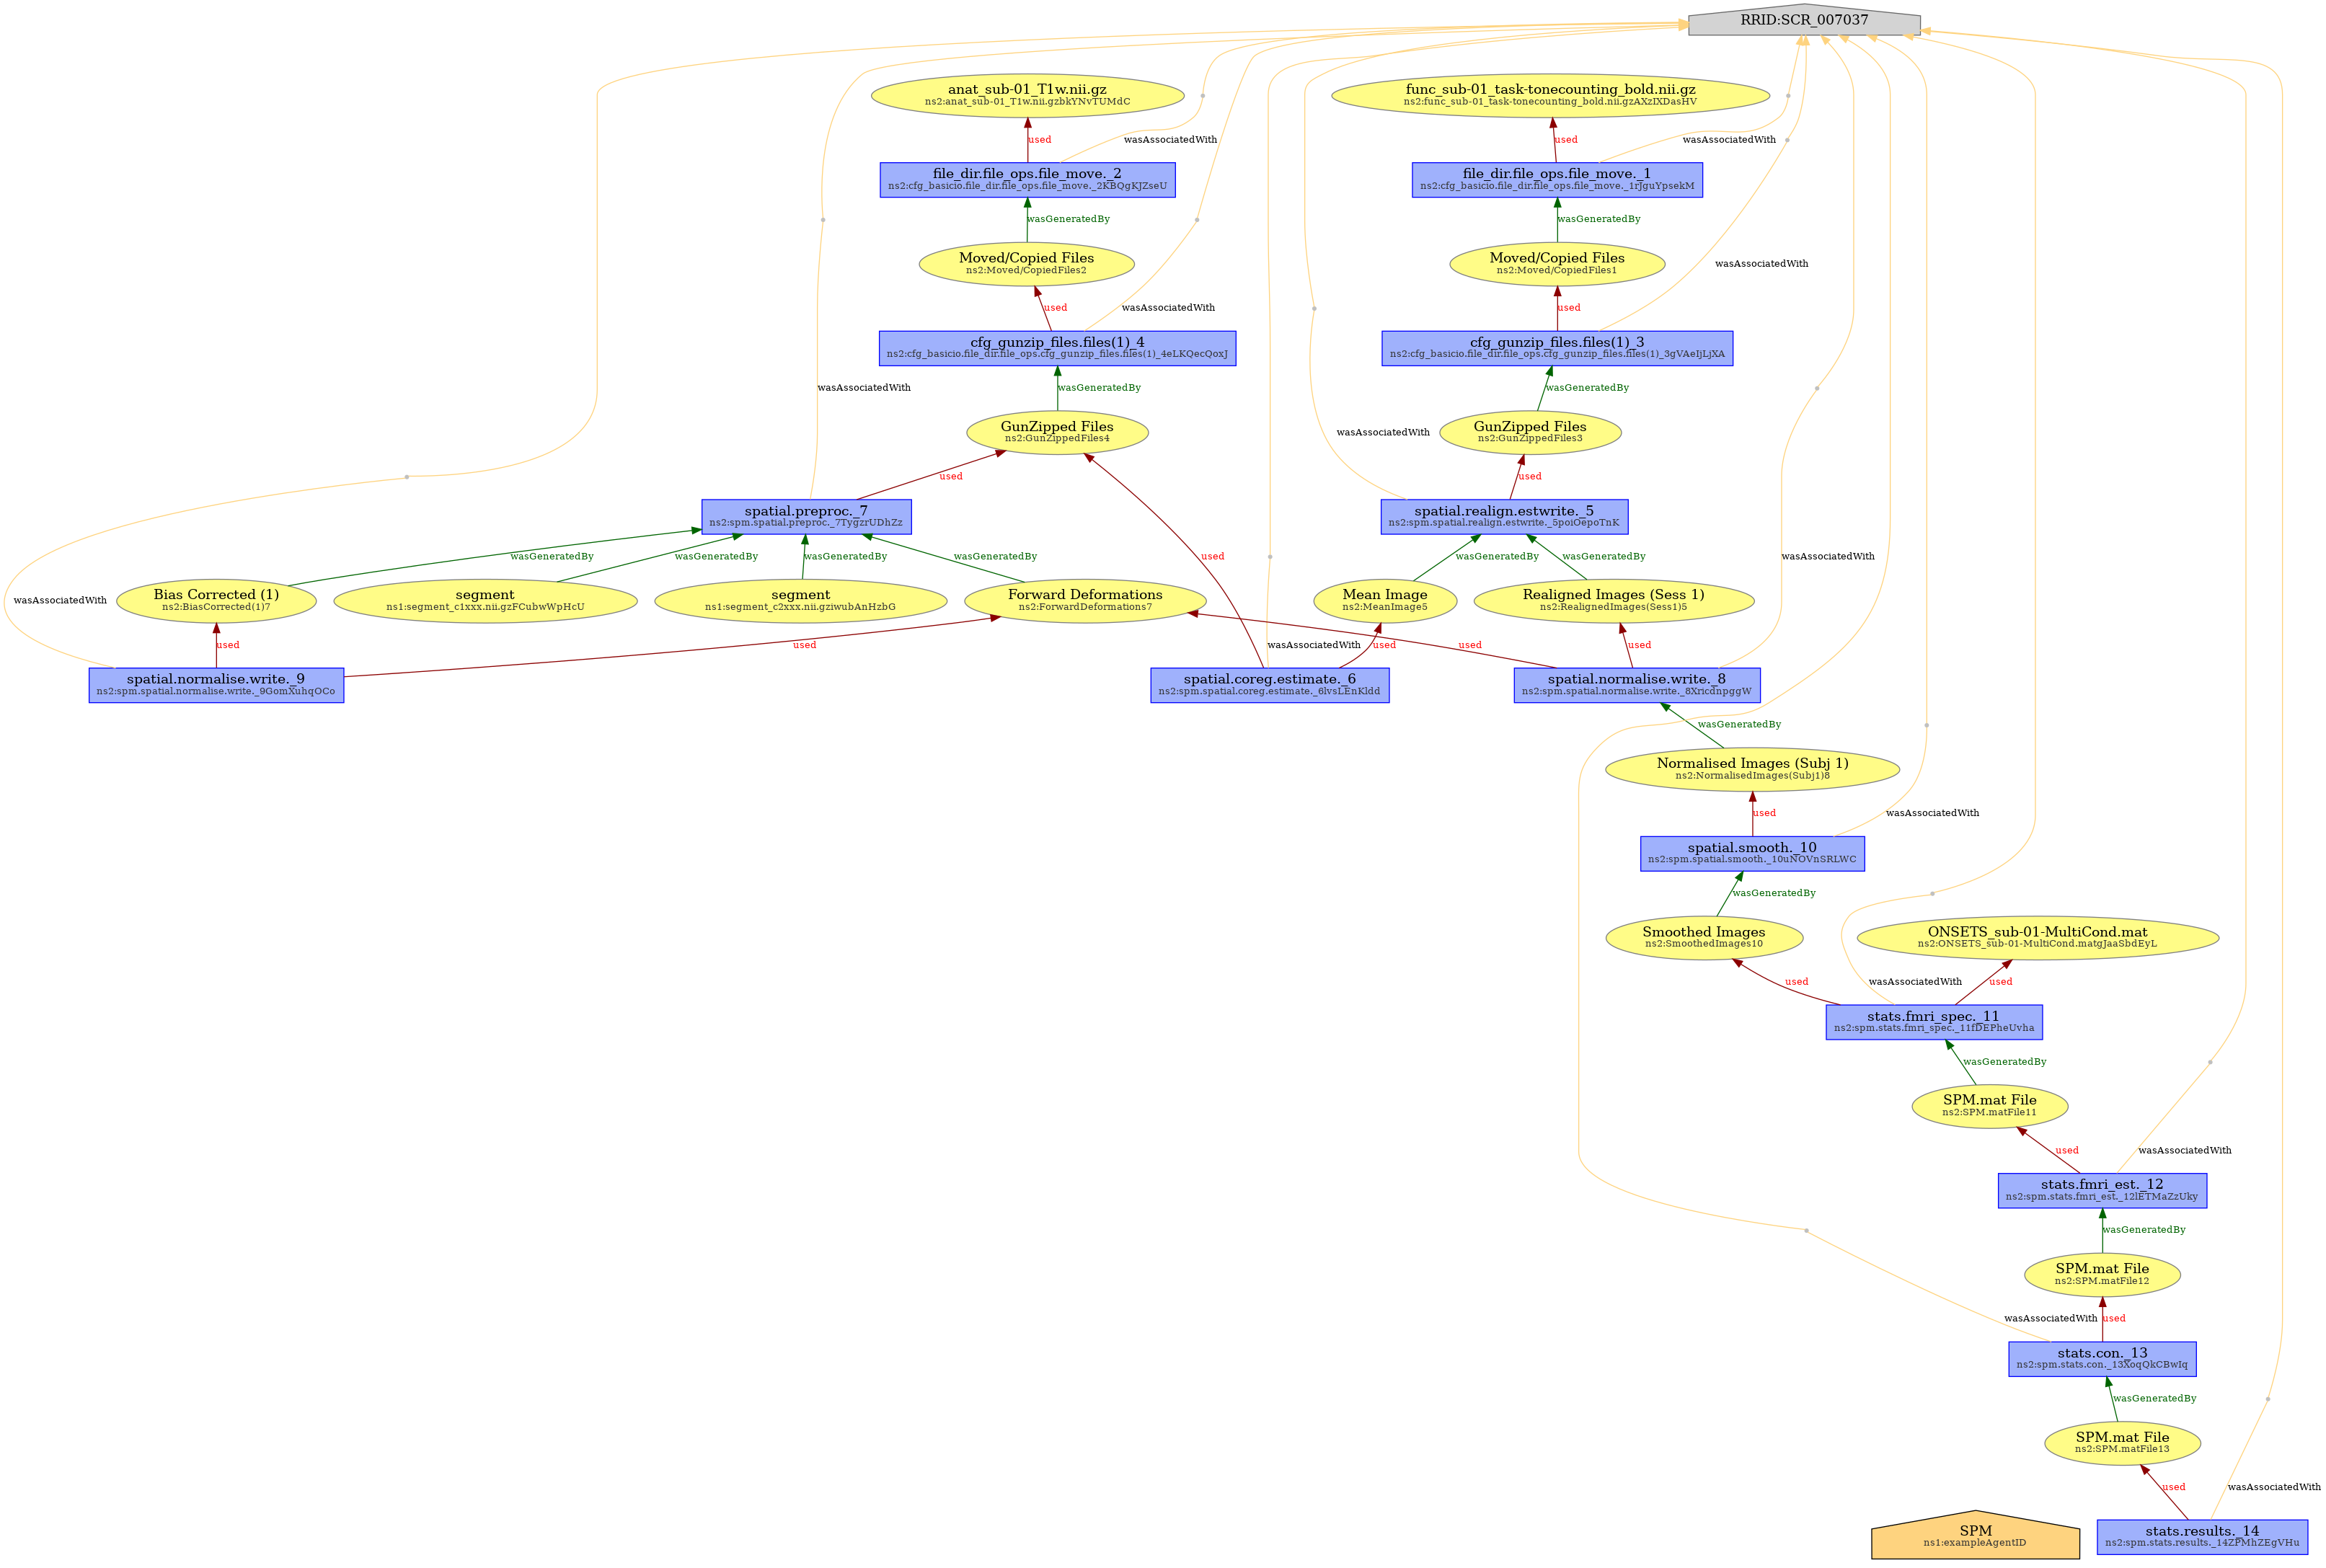 RRID:SCR_007037
anat_sub-01_T1w.nii.gz
ns2:anat_sub-01_T1w.nii.gzbkYNvTUMdC
func_sub-01_task-tonecounting_bold.nii.gz
ns2:func_sub-01_task-tonecounting_bold.nii.gzAXzIXDasHV
used
wasAssociatedWith
used
wasAssociatedWith
file_dir.file_ops.file_move._2
ns2:cfg_basicio.file_dir.file_ops.file_move._2KBQgKJZseU
file_dir.file_ops.file_move._1
ns2:cfg_basicio.file_dir.file_ops.file_move._1rJguYpsekM
wasGeneratedBy
wasGeneratedBy
Moved/Copied Files
ns2:Moved/CopiedFiles2
Moved/Copied Files
ns2:Moved/CopiedFiles1
wasAssociatedWith
used
wasAssociatedWith
used
cfg_gunzip_files.files(1)_4
ns2:cfg_basicio.file_dir.file_ops.cfg_gunzip_files.files(1)_4eLKQecQoxJ
cfg_gunzip_files.files(1)_3
ns2:cfg_basicio.file_dir.file_ops.cfg_gunzip_files.files(1)_3gVAeIjLjXA
wasAssociatedWith
wasGeneratedBy
wasGeneratedBy
GunZipped Files
ns2:GunZippedFiles4
GunZipped Files
ns2:GunZippedFiles3
wasAssociatedWith
used
used
spatial.preproc._7
ns2:spm.spatial.preproc._7TygzrUDhZz
spatial.realign.estwrite._5
ns2:spm.spatial.realign.estwrite._5poiOepoTnK
wasGeneratedBy
wasGeneratedBy
wasGeneratedBy
wasGeneratedBy
used
wasGeneratedBy
wasGeneratedBy
wasAssociatedWith
wasAssociatedWith
Bias Corrected (1)
ns2:BiasCorrected(1)7
segment
ns1:segment_c1xxx.nii.gzFCubwWpHcU
segment
ns1:segment_c2xxx.nii.gziwubAnHzbG
Forward Deformations
ns2:ForwardDeformations7
Mean Image
ns2:MeanImage5
Realigned Images (Sess 1)
ns2:RealignedImages(Sess1)5
used
used
wasAssociatedWith
used
used
used
spatial.normalise.write._9
ns2:spm.spatial.normalise.write._9GomXuhqOCo
spatial.coreg.estimate._6
ns2:spm.spatial.coreg.estimate._6lvsLEnKldd
spatial.normalise.write._8
ns2:spm.spatial.normalise.write._8XricdnpggW
wasGeneratedBy
Normalised Images (Subj 1)
ns2:NormalisedImages(Subj1)8
used
wasAssociatedWith
spatial.smooth._10
ns2:spm.spatial.smooth._10uNOVnSRLWC
wasGeneratedBy
Smoothed Images
ns2:SmoothedImages10
ONSETS_sub-01-MultiCond.mat
ns2:ONSETS_sub-01-MultiCond.matgJaaSbdEyL
used
wasAssociatedWith
used
stats.fmri_spec._11
ns2:spm.stats.fmri_spec._11fDEPheUvha
wasGeneratedBy
SPM.mat File
ns2:SPM.matFile11
used
wasAssociatedWith
stats.fmri_est._12
ns2:spm.stats.fmri_est._12lETMaZzUky
wasGeneratedBy
SPM.mat File
ns2:SPM.matFile12
wasAssociatedWith
used
stats.con._13
ns2:spm.stats.con._13XoqQkCBwIq
wasGeneratedBy
SPM.mat File
ns2:SPM.matFile13
used
wasAssociatedWith
SPM
ns1:exampleAgentID
stats.results._14
ns2:spm.stats.results._14ZPMhZEgVHu